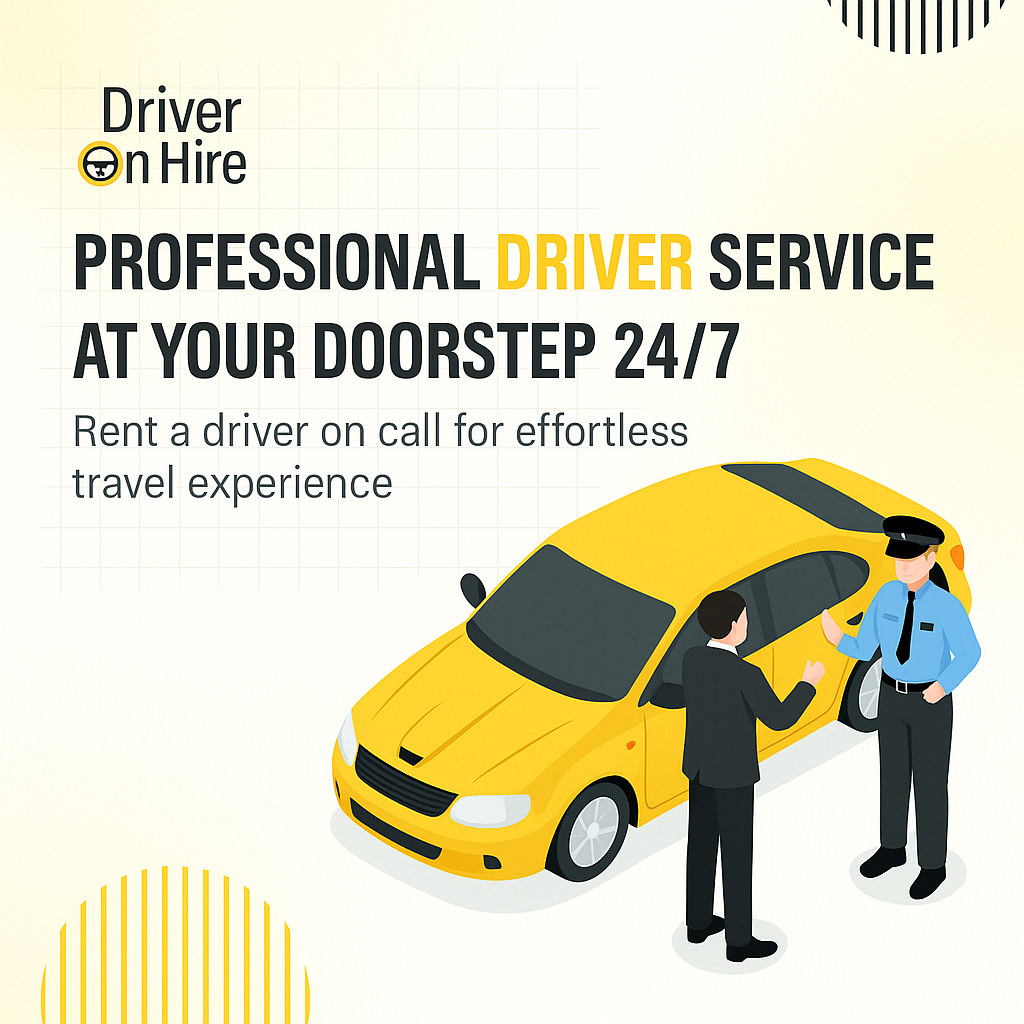 Driver
On Hire
PROFESSIONAL DRIVER SERVICE
AT YOUR DOORSTEP 24/7
Rent a driver on call for effortless
travel experience